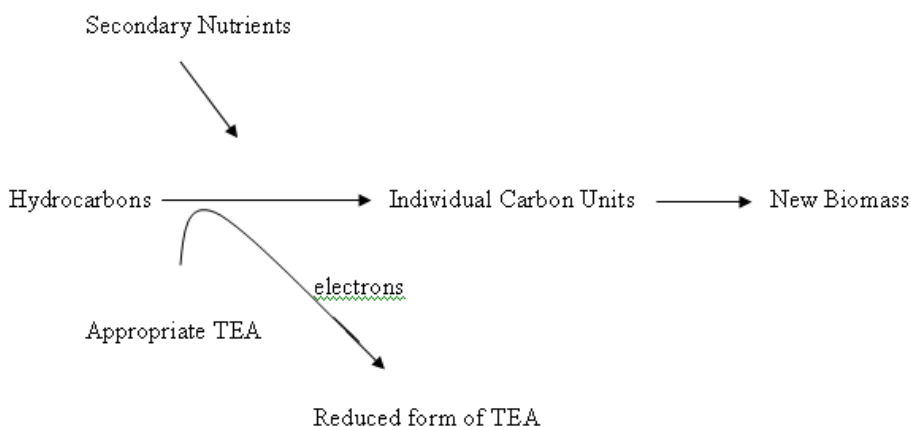 Secondary Nutrients
Hydrocarbons
Individual Carbon Units
New Biomass
electrons
Appropriate TEA
Reduced form of TEA